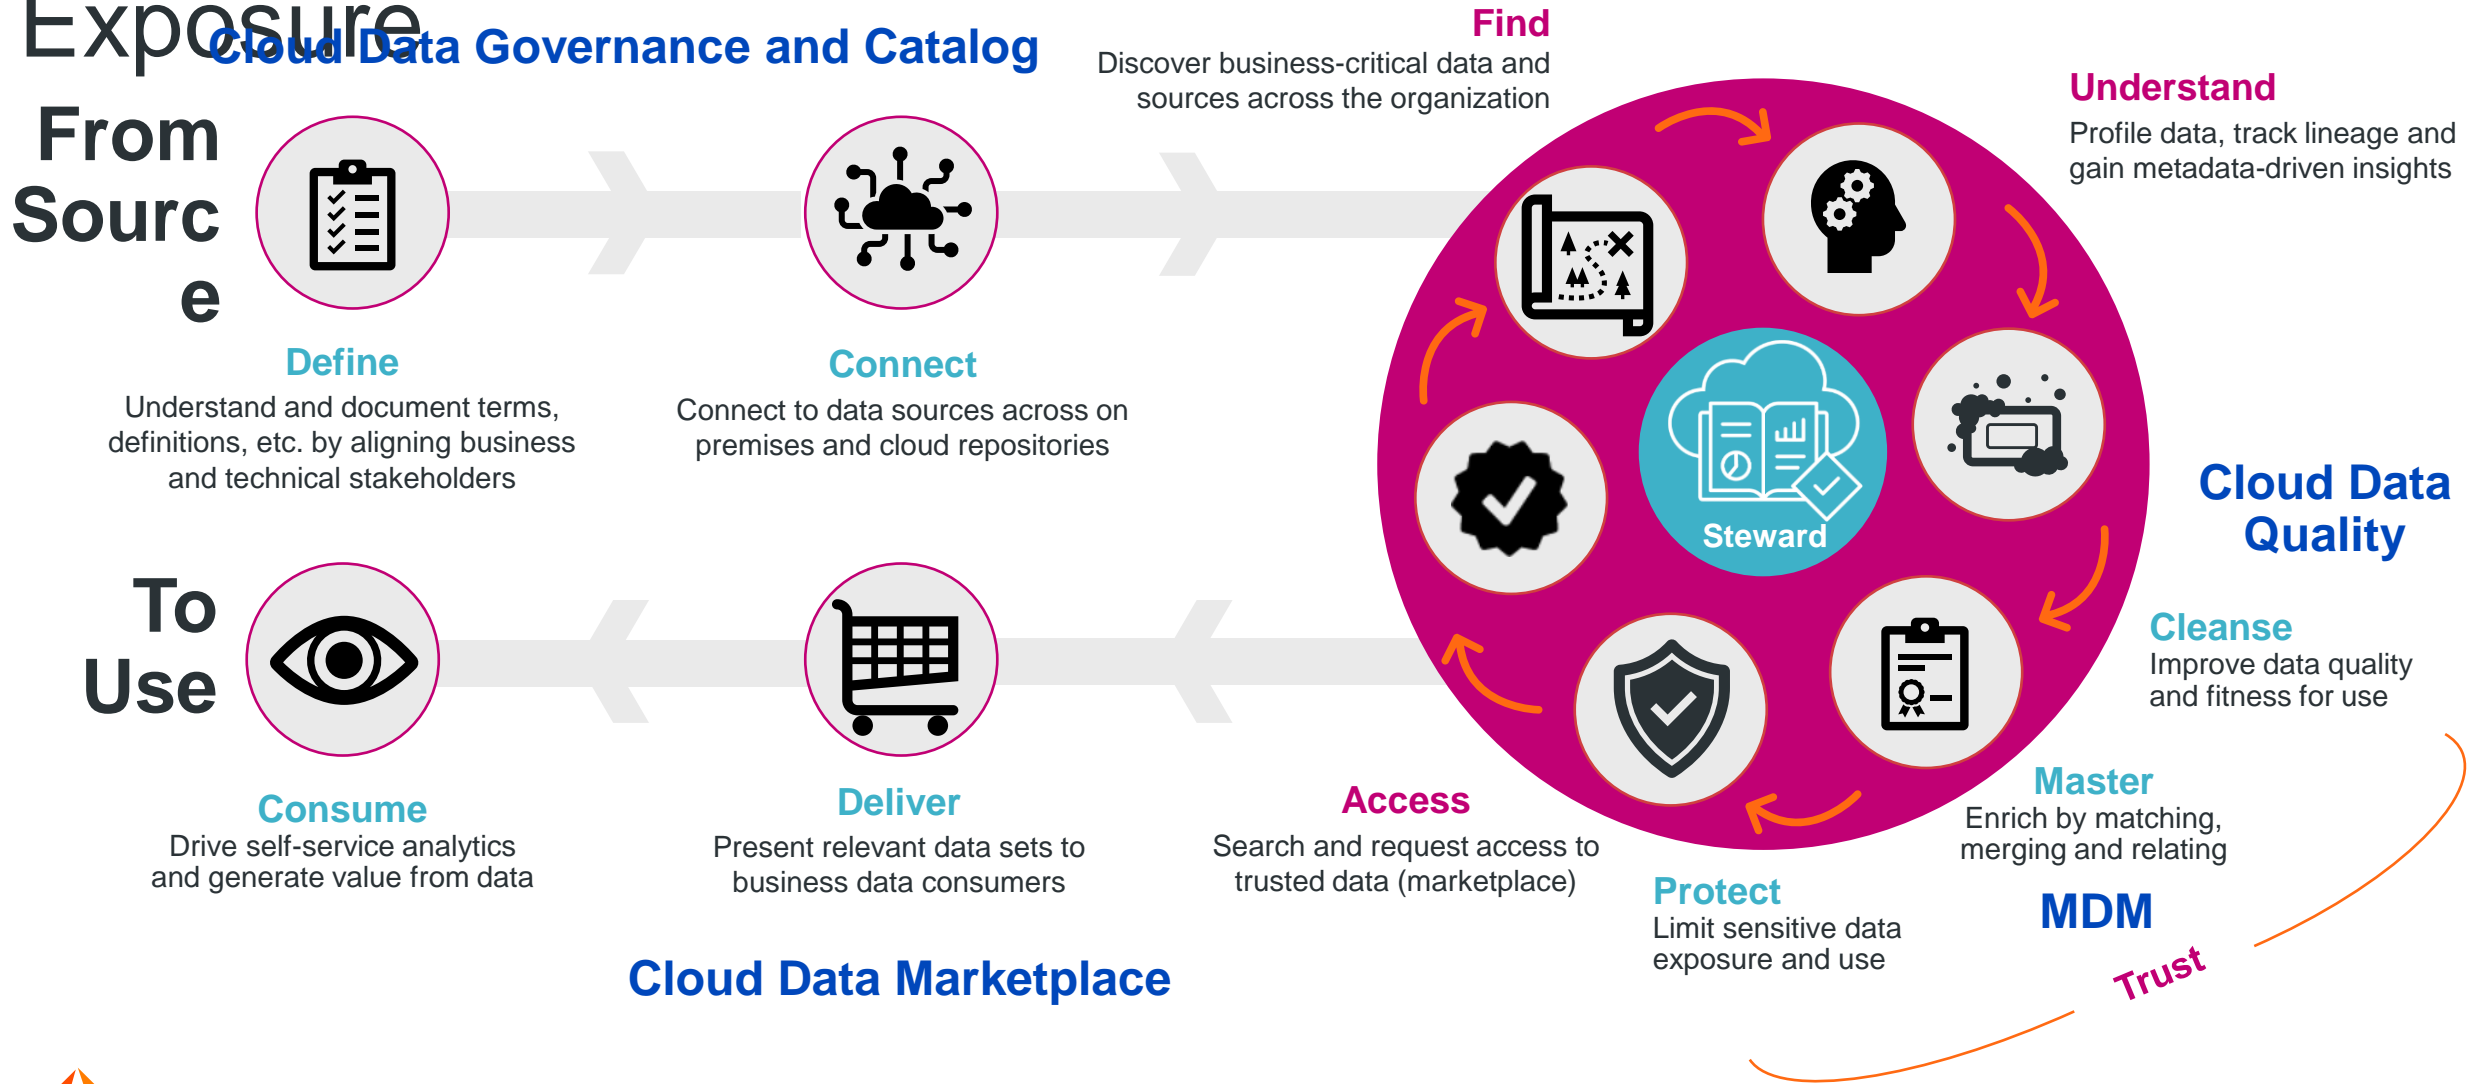 Exposure
Cloud Data Governance and Catalog
From
Sourc
e
Define
Understand and document terms,
definitions, etc. by aligning business
and technical stakeholders
Connect
Connect to data sources across on
premises and cloud repositories
Find
Discover business-critical data and
sources across the organization
Understand
Profile data, track lineage and
gain metadata-driven insights
Steward
Cloud Data
Quality
Cleanse
Improve data quality
and fitness for use
Master
Enrich by matching,
merging and relating
MDM
Trust
Protect
Limit sensitive data
exposure and use
Access
Search and request access to
trusted data (marketplace)
To
Use
Deliver
Present relevant data sets to
business data consumers
Consume
Drive self-service analytics
and generate value from data
Cloud Data Marketplace